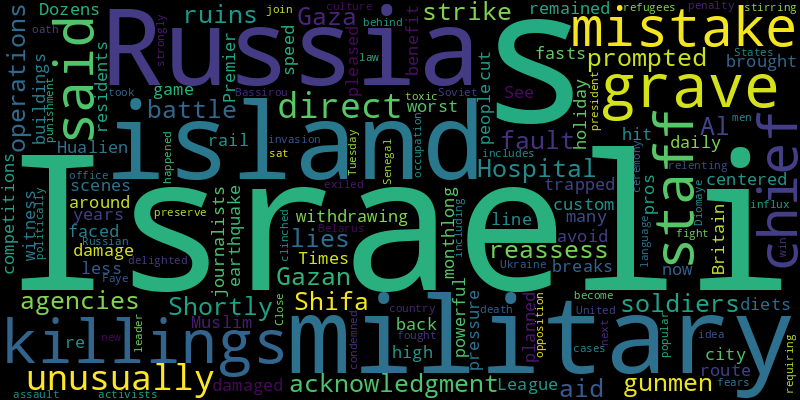 Dozens ruins Gaza strike remained join culture behind refugees penalty stirring
oath strongly Russia S mistake
operations said residents speed Premier pleased benefit law fasts prompted States brought
buildings punishment game took Bassirou toxic Soviet See people cut holiday president grave
battle direct worst fault hit Al daily men
Hualien island invasion includes trapped Hospital staff chief
competitions rail happened sat Tuesday Senegal occupation
scenes office ceremony relenting Diomaye centered
witness politically around Israeli journalists earthquake exiled custom pros influx
years preserve withdrawing line many language fight Britain win
faced Russian clinched Belarus monthlong including avoid
damage delighted lies Times reassess now
less Faye Gazan Ukraine breaks city
agencies Shortly Close Shifa country powerful planned opposition become United soldiers diets
killings military
re Muslim leader new condemned back fought pressure death next popular idea route
unusually damaged high League cases fears requiring
assault activists acknowledgment aid gunmen